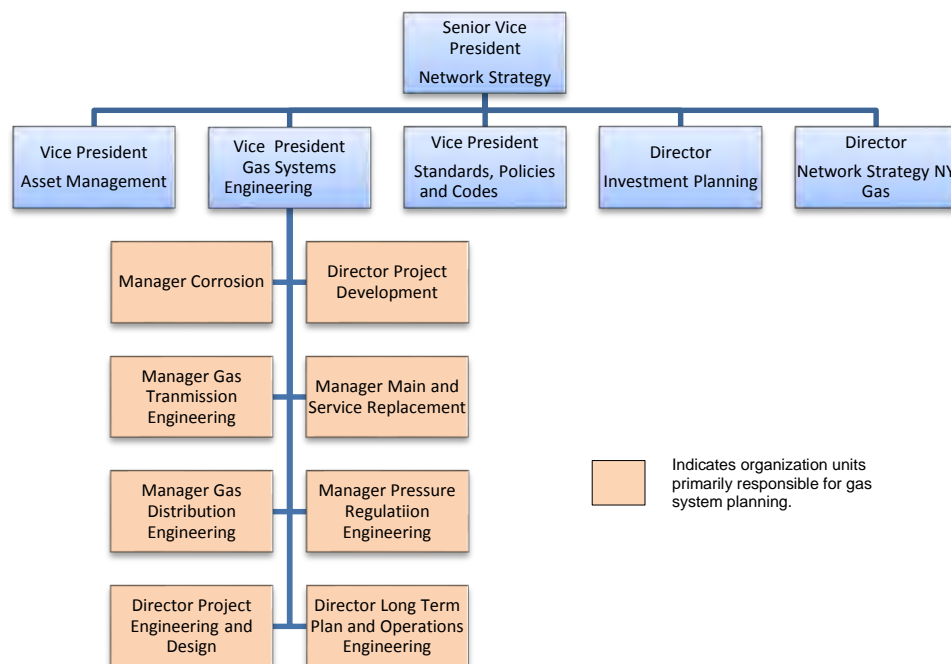 Senior Vice
President
Network Strategy
Vice President
Asset Management
Vice President
Gas Systems
Engineering
Vice President
Standards, Policies
and Codes
Director
Investment Planning
Director
Network Strategy NY
Gas
Manager Corrosion
Director Project
Development
Manager Gas
Tranmission
Engineering
Manager Main and
Service Replacement
Manager Gas
Distribution
Engineering
Manager Pressure
Regulatiion
Engineering
Director Project
Engineering and
Design
Director Long Term
Plan and Operations
Engineering
Indicates organization units
primarily responsible for gas
system planning.